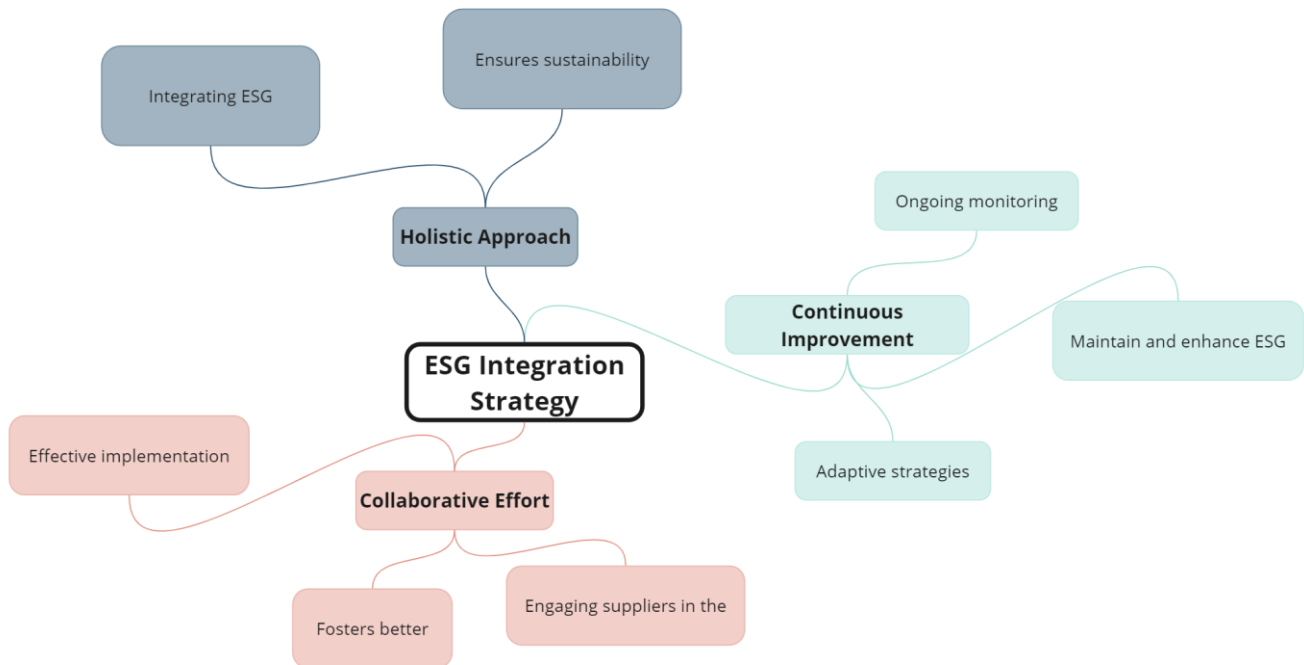 Ensures sustainability
Integrating ESG
Holistic Approach
Ongoing monitoring
Continuous
Improvement
Maintain and enhance ESG
Adaptive strategies
ESG Integration
Strategy
Effective implementation
Collaborative Effort
Fosters better
Engaging suppliers in the